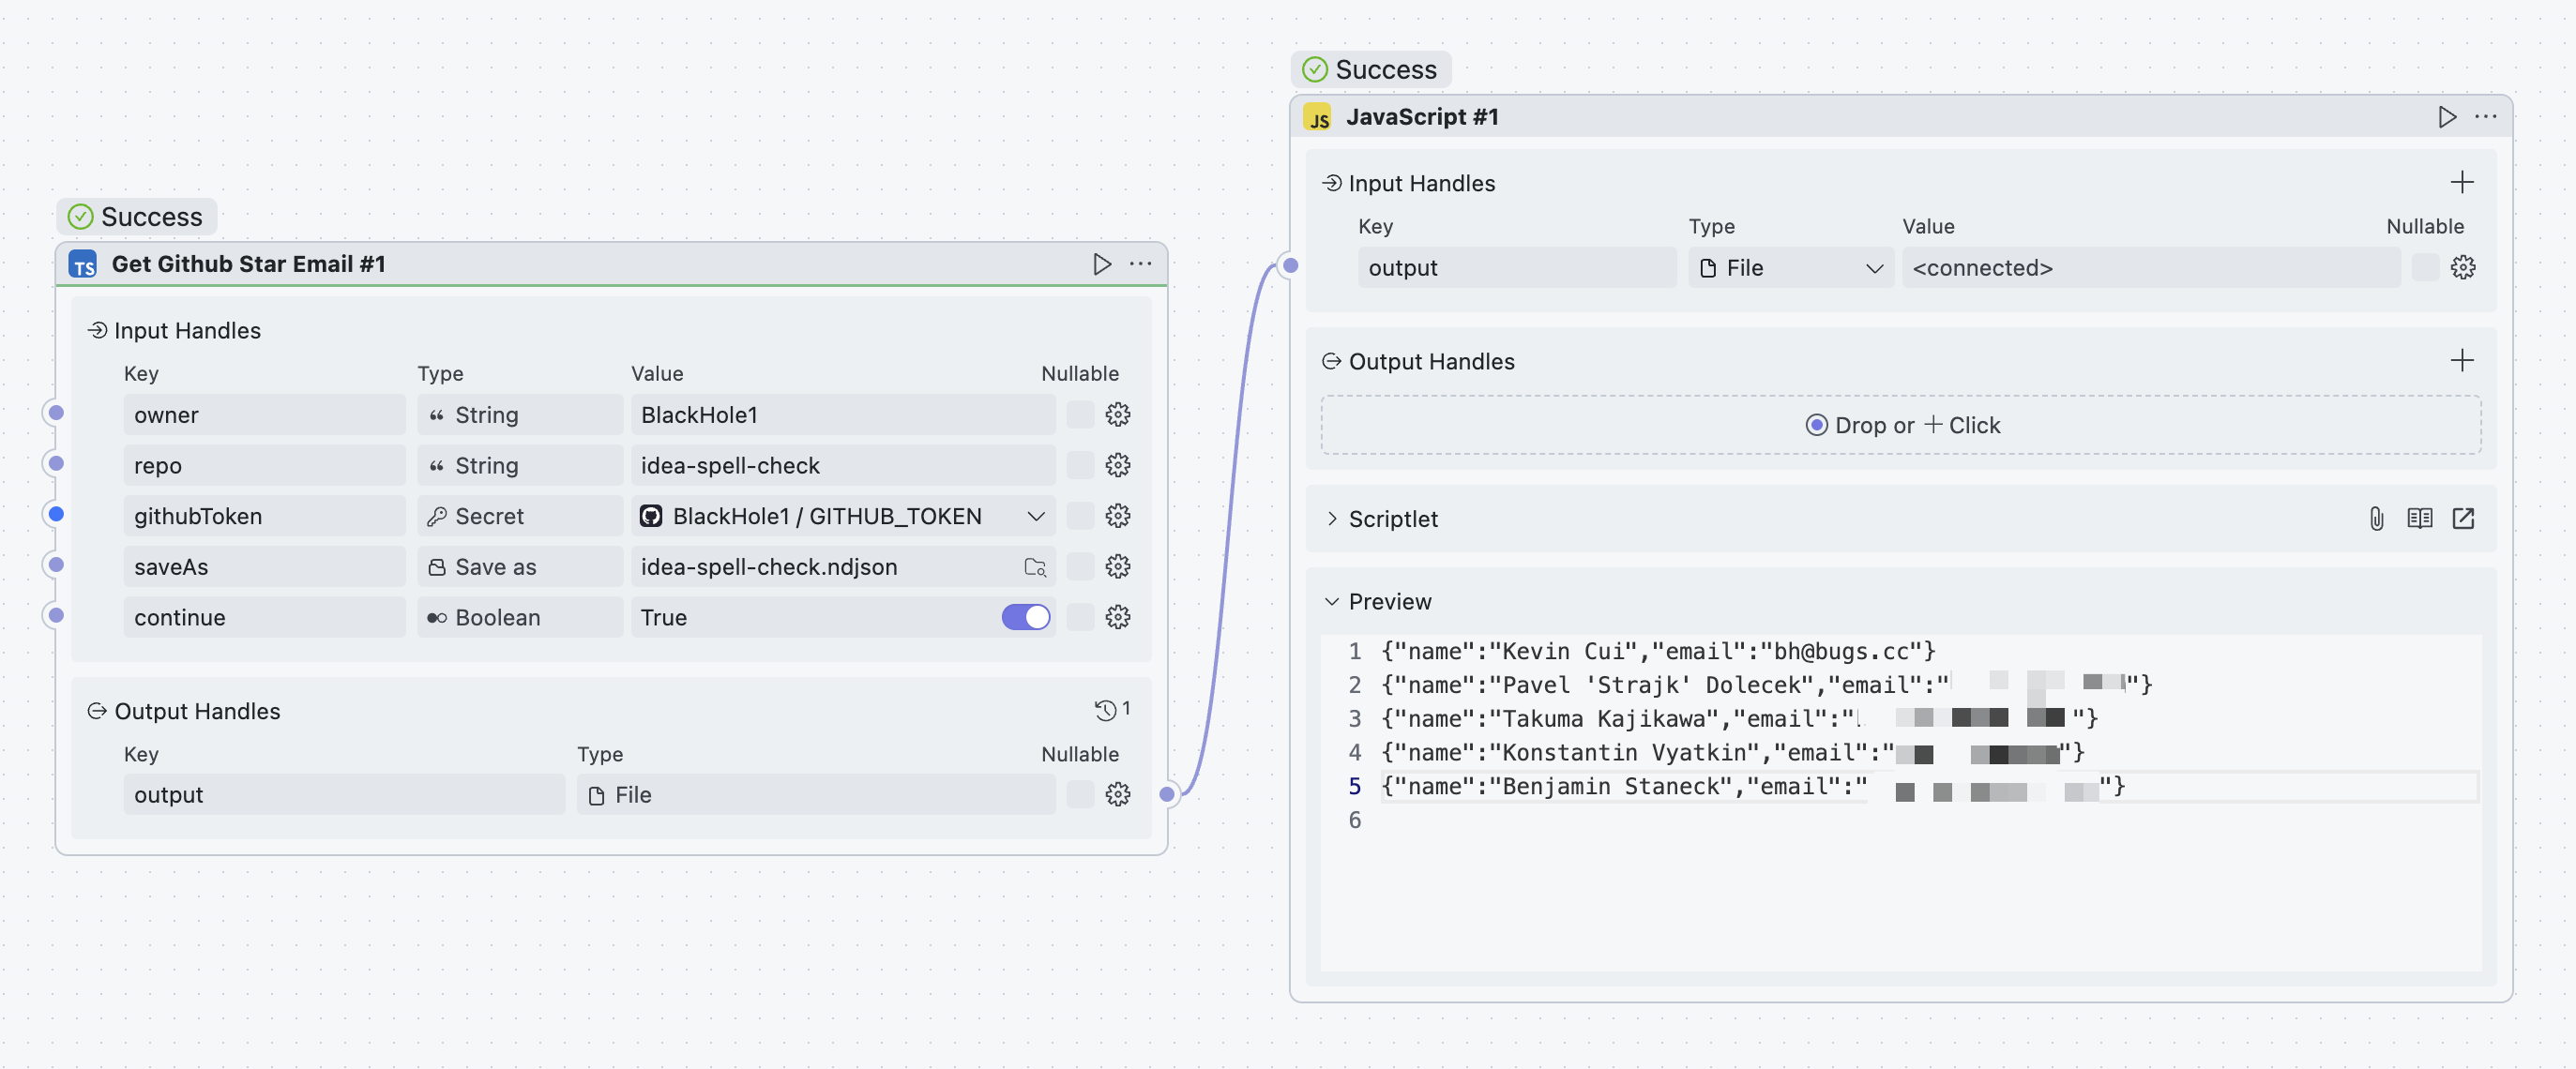 Success
TS Get Github Star Email #1
Input Handles
Key Type Value Nullable
owner String BlackHole1
repo String idea-spell-check
githubToken Secret BlackHole1 / GITHUB_TOKEN
saveAs Save as idea-spell-check.ndjson
continue Boolean True
Output Handles 1
Key Type Nullable
output File
Success
JS JavaScript #1
Input Handles
Key Type Value Nullable
output File <connected>
Output Handles
Drop or + Click
Scriptlet
Preview
1 {"name":"Kevin Cui","email":"bh@bugs.cc"}
2 {"name":"Pavel 'Strajk' Dolecek","email":" "}
3 {"name":"Takuma Kajikawa","email":" "}
4 {"name":"Konstantin Vyatkin","email":" "}
5 {"name":"Benjamin Staneck","email":" "}
6